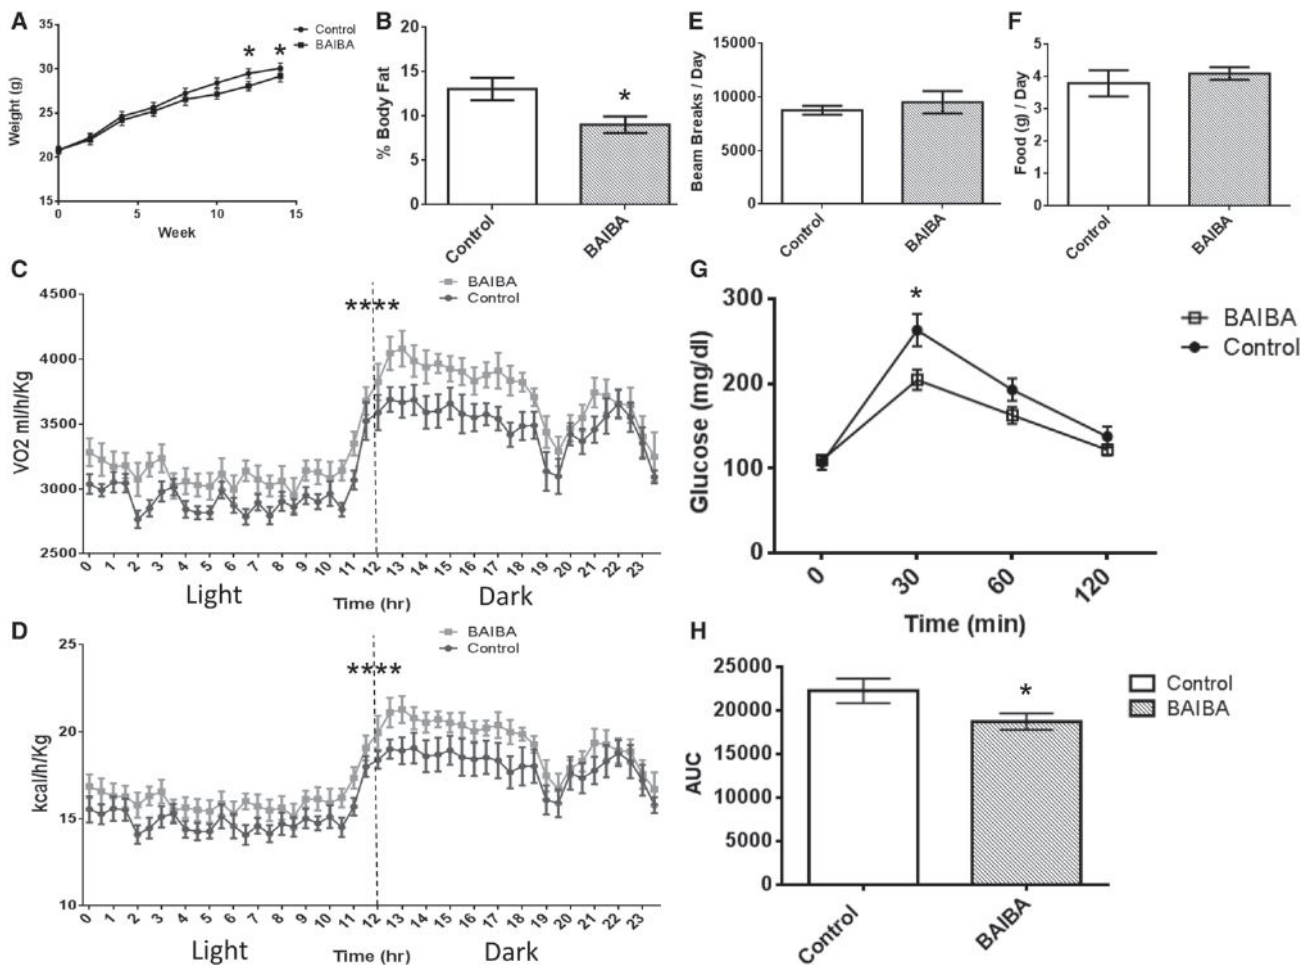 A
Weight (g)
35
30
25
20
15
0
5
10
15
Week
Control
BAIBA
*
*
B
% Body Fat
20
15
10
5
0
*
Control
BAIBA
E
Beam Breaks / Day
15000
10000
5000
0
Control
BAIBA
F
Food (g) / Day
5
4
3
2
1
0
Control
BAIBA
C
VO2 ml/h/Kg
4500
4000
3500
3000
2500
BAIBA
Control
****
0 1 2 3 4 5 6 7 8 9 10 11 12 13 14 15 16 17 18 19 20 21 22 23
Light
Time (hr)
Dark
G
Glucose (mg/dl)
300
200
100
0
*
BAIBA
Control
0
30
60
120
Time (min)
D
kcal/h/Kg
25
20
15
10
BAIBA
Control
****
0 1 2 3 4 5 6 7 8 9 10 11 12 13 14 15 16 17 18 19 20 21 22 23
Light
Time (hr)
Dark
H
AUC
25000
20000
15000
10000
5000
0
*
Control
BAIBA
Control
BAIBA